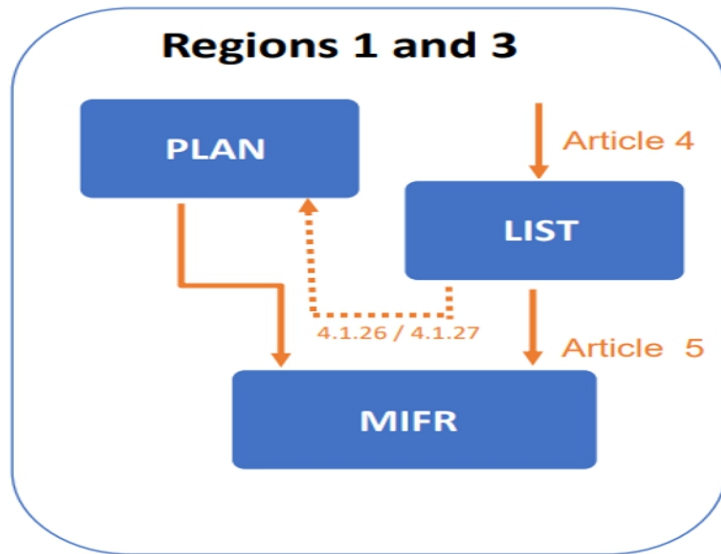 Regions 1 and 3
PLAN
Article 4
LIST
4.1.26 / 4.1.27
Article 5
MIFR